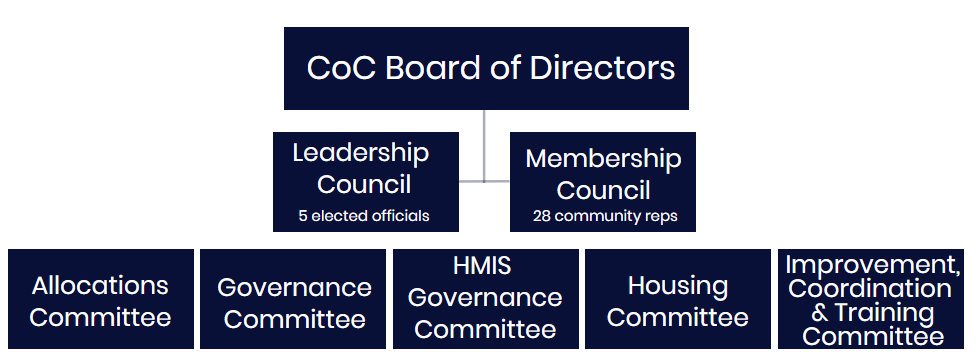 CoC Board of Directors
Leadership
Council
5 elected officials
Membership
Council
28 community reps
Allocations
Committee
Governance
Committee
HMIS
Governance
Committee
Housing
Committee
Improvement,
Coordination
& Training
Committee